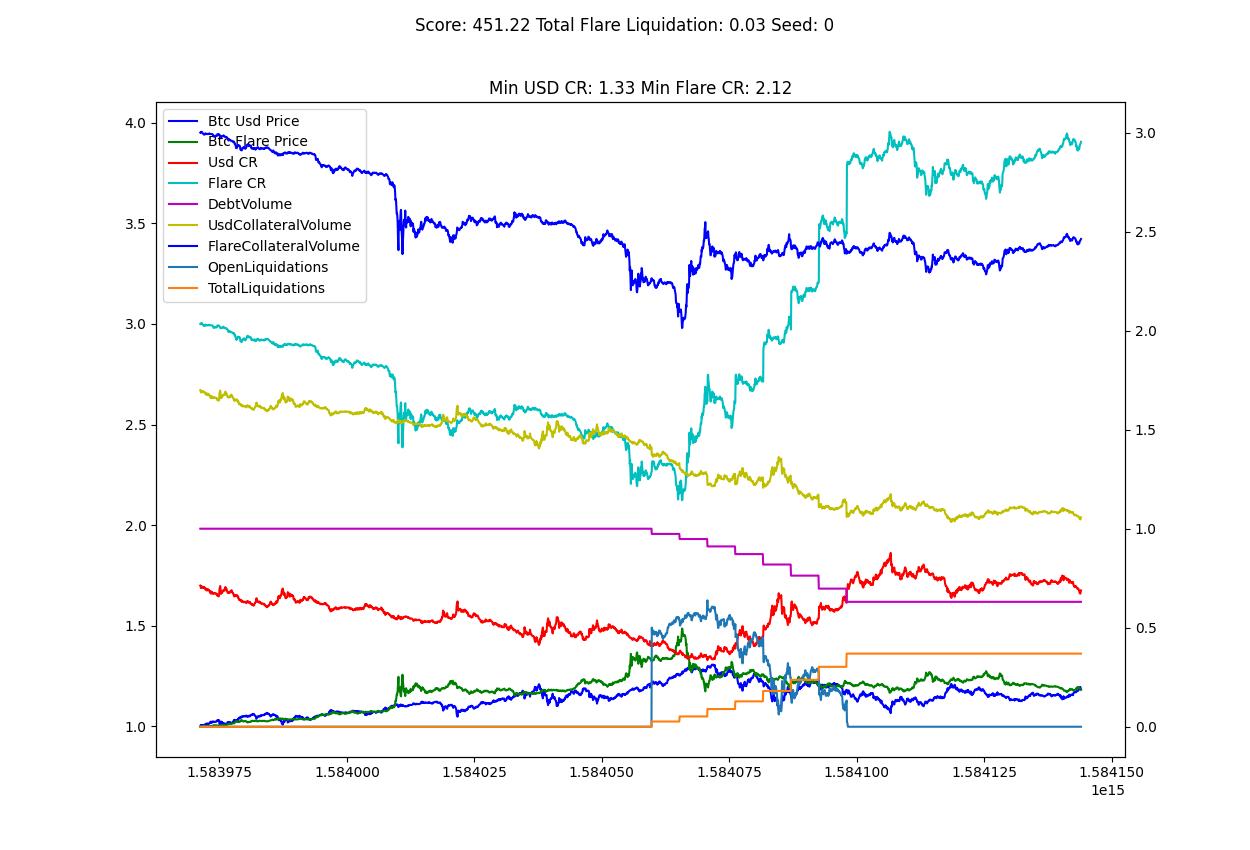 Score: 451.22 Total Flare Liquidation: 0.03 Seed: 0
Min USD CR: 1.33 Min Flare CR: 2.12
Btc Usd Price
Btc Flare Price
Usd CR
Flare CR
DebtVolume
UsdCollateralVolume
FlareCollateralVolume
OpenLiquidations
TotalLiquidations
4.0
3.5
3.0
2.5
2.0
1.5
1.0
3.0
2.5
2.0
1.5
1.0
0.5
0.0
1.583975 1.584000 1.584025 1.584050 1.584075 1.584100 1.584125 1.584150
1e15